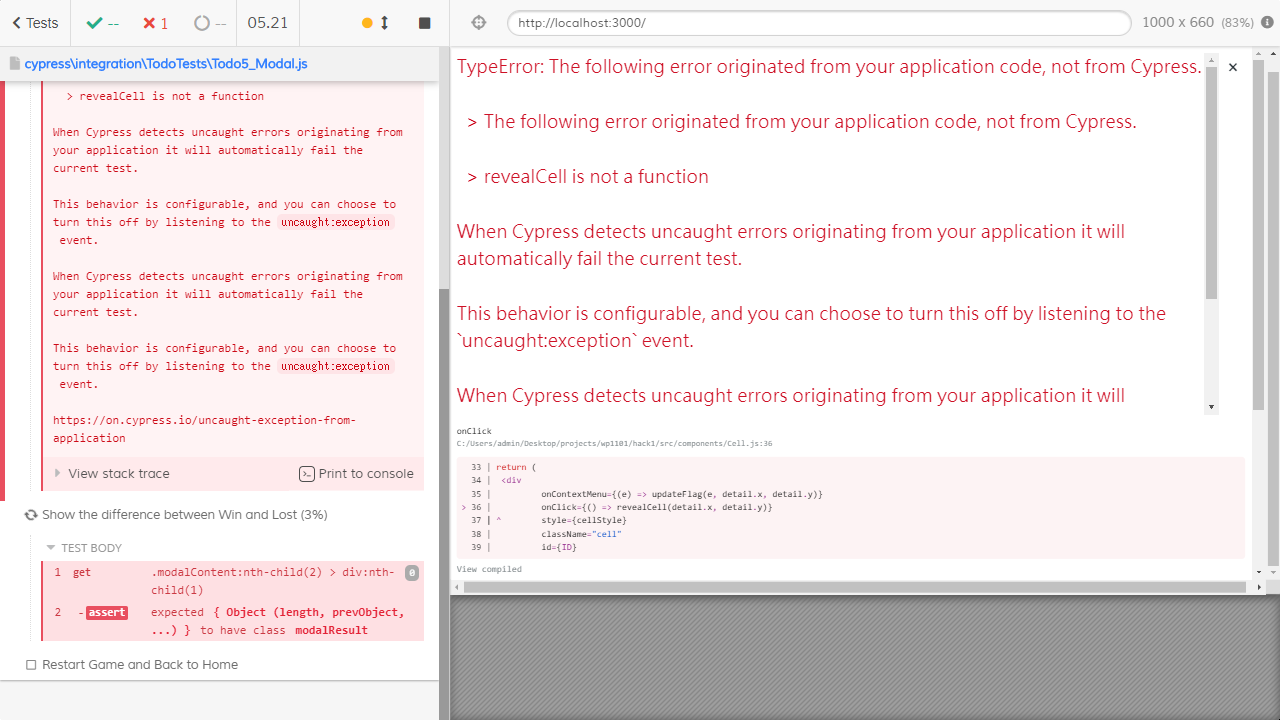 Tests
--
1
--
05.21
http://localhost:3000/
1000 x 660 (83%)
cypress\integration\TodoTests\Todo5_Modal.js
> revealCell is not a function
When Cypress detects uncaught errors originating from
your application it will automatically fail the
current test.
This behavior is configurable, and you can choose to
turn this off by listening to the uncaught:exception
event.
When Cypress detects uncaught errors originating from
your application it will automatically fail the
current test.
This behavior is configurable, and you can choose to
turn this off by listening to the uncaught:exception
event.
https://on.cypress.io/uncaught-exception-from-
application
View stack trace
Print to console
Show the difference between Win and Lost (3%)
TEST BODY
1 get .modalContent:nth-child(2) > div:nth-
child(1)
0
2 -assert expected { Object (length, prevObject,
...) } to have class modalResult
Restart Game and Back to Home
TypeError: The following error originated from your application code, not from Cypress.
> The following error originated from your application code, not from Cypress.
> revealCell is not a function
When Cypress detects uncaught errors originating from your application it will
automatically fail the current test.
This behavior is configurable, and you can choose to turn this off by listening to the
`uncaught:exception` event.
When Cypress detects uncaught errors originating from your application it will
onClick
C:/Users/admin/Desktop/projects/wp1101/hack1/src/components/Cell.js:36
33 | return (
34 | <div
35 | onContextMenu={(e) => updateFlag(e, detail.x, detail.y)}
> 36 | onClick={() => revealCell(detail.x, detail.y)}
37 | ^ style={cellStyle}
38 | className="cell"
39 | id={ID}
View compiled